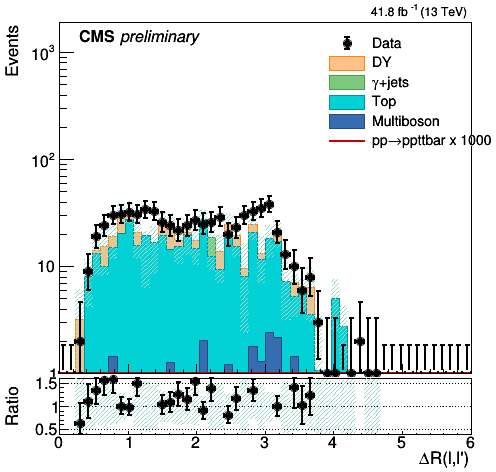 41.8 fb⁻¹ (13 TeV)
CMS preliminary
Events
Data
DY
γ+jets
Top
Multiboson
pp→ppttbar x 1000
10³
10²
10
1
Ratio
1.5
1
0.5
0 1 2 3 4 5 6
ΔR(l,l')